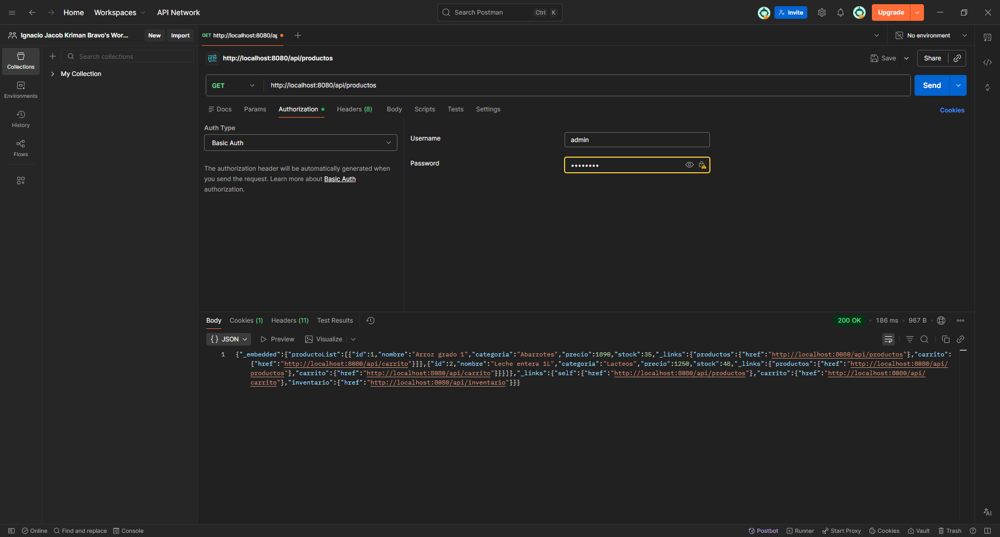 Home
Workspaces
API Network
Search Postman
Ctrl
K
Invite
Upgrade
Ignacio Jacob Kriman Bravo's Wor...
New
Import
GET http://localhost:8080/ap
No environment
Collections
Environments
History
Flows
Search collections
My Collection
HTTP
http://localhost:8080/api/productos
Save
Share
GET
http://localhost:8080/api/productos
Send
Docs
Params
Authorization
Headers (8)
Body
Scripts
Tests
Settings
Cookies
Auth Type
Basic Auth
The authorization header will be automatically generated when
you send the request. Learn more about Basic Auth
authorization.
Username
admin
Password
••••••••
Body
Cookies (1)
Headers (11)
Test Results
200 OK
186 ms
967 B
{} JSON
Preview
Visualize
1
{"_embedded":{"productoList":[{"id":1,"nombre":"Arroz grado 1","categoria":"Abarrotes","precio":1890,"stock":35,"_links":{"productos":{"href":"http://localhost:8080/api/productos"},"carrito":
{"href":"http://localhost:8080/api/carrito"}}},{"id":2,"nombre":"Leche entera 1L","categoria":"Lacteos","precio":1250,"stock":48,"_links":{"productos":{"href":"http://localhost:8080/api/
productos"},"carrito":{"href":"http://localhost:8080/api/carrito"}}}]},"_links":{"self":{"href":"http://localhost:8080/api/productos"},"carrito":{"href":"http://localhost:8080/api/
carrito"},"inventario":{"href":"http://localhost:8080/api/inventario"}}}
AI
Online
Find and replace
Console
Postbot
Runner
Start Proxy
Cookies
Vault
Trash